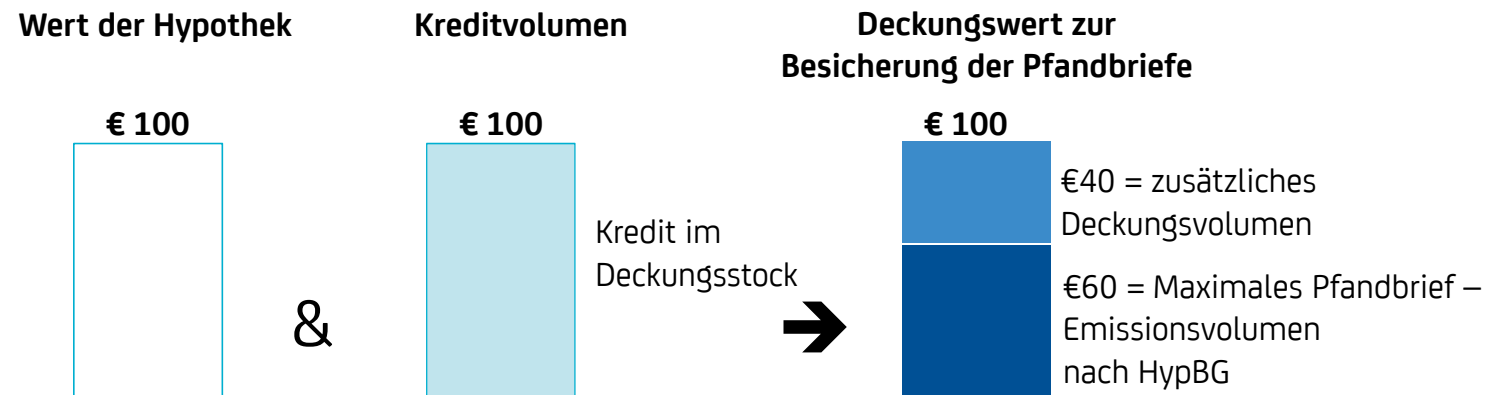 Wert der Hypothek
Kreditvolumen
Deckungswert zur
Besicherung der Pfandbriefe
€ 100
€ 100
€ 100
€40 = zusätzliches
Deckungsvolumen
Kredit im
Deckungsstock
&
➔
€60 = Maximales Pfandbrief –
Emissionsvolumen
nach HypBG